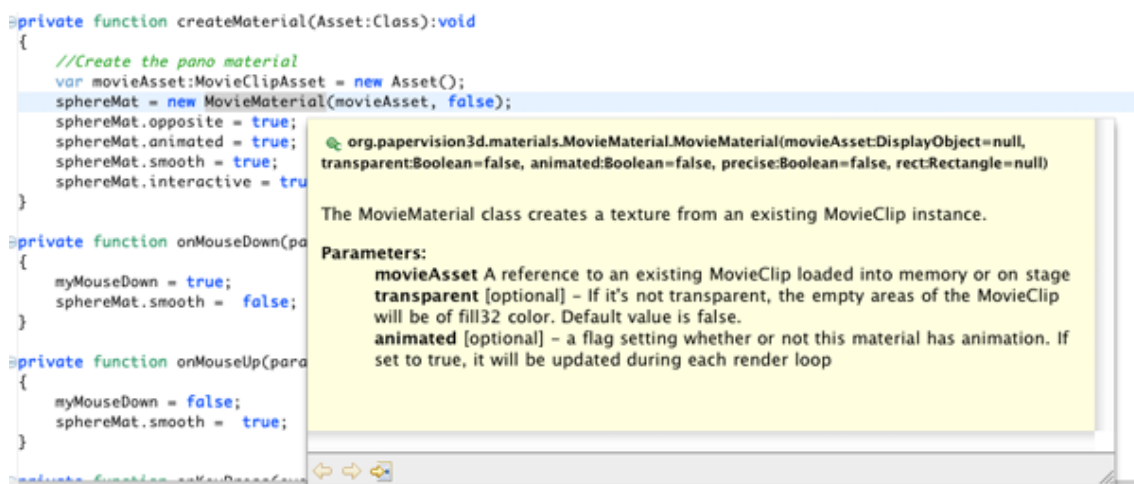 private function createMaterial(Asset:Class):void
{
//Create the pano material
var movieAsset:MovieClipAsset = new Asset();
sphereMat = new MovieMaterial(movieAsset, false);
sphereMat.opposite = true;
sphereMat.animated = true;
sphereMat.smooth = true;
sphereMat.interactive = tru
}
private function onMouseDown(pa
{
myMouseDown = true;
sphereMat.smooth = false;
}
private function onMouseUp(para
{
myMouseDown = false;
sphereMat.smooth = true;
}
private function onKeyPress(eve
org.papervision3d.materials.MovieMaterial.MovieMaterial(movieAsset:DisplayObject=null,
transparent:Boolean=false, animated:Boolean=false, precise:Boolean=false, rect:Rectangle=null)
The MovieMaterial class creates a texture from an existing MovieClip instance.
Parameters:
movieAsset A reference to an existing MovieClip loaded into memory or on stage
transparent [optional] – If it's not transparent, the empty areas of the MovieClip
will be of fill32 color. Default value is false.
animated [optional] – a flag setting whether or not this material has animation. If
set to true, it will be updated during each render loop